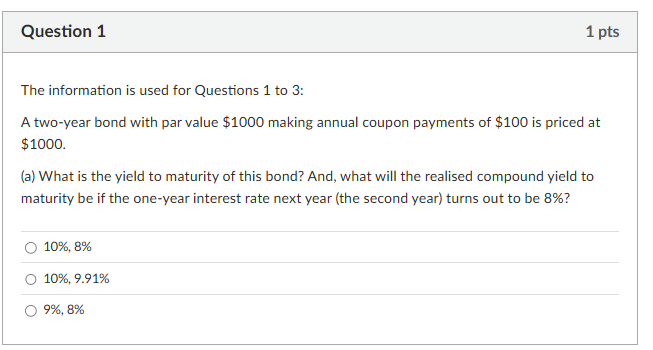 Question 1
1 pts
The information is used for Questions 1 to 3:
A two-year bond with par value $1000 making annual coupon payments of $100 is priced at
$1000.
(a) What is the yield to maturity of this bond? And, what will the realised compound yield to
maturity be if the one-year interest rate next year (the second year) turns out to be 8%?
10%, 8%
10%, 9.91%
9%, 8%